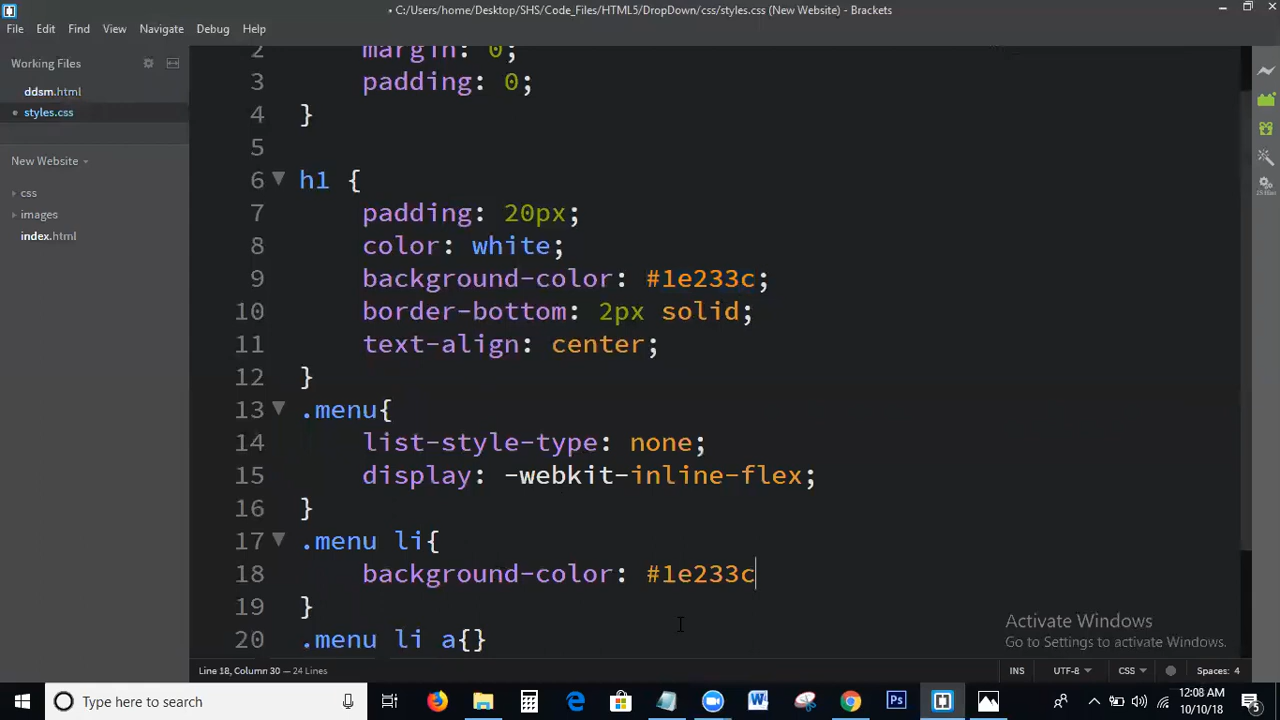 • C:/Users/home/Desktop/SHS/Code_Files/HTML5/DropDown/css/styles.css (New Website) - Brackets
File Edit Find View Navigate Debug Help
Working Files
ddsm.html
• styles.css
New Website
css
images
index.html
2 margin: 0;
3 padding: 0;
4 }
5
6 h1 {
7 padding: 20px;
8 color: white;
9 background-color: #1e233c;
10 border-bottom: 2px solid;
11 text-align: center;
12 }
13 .menu{
14 list-style-type: none;
15 display: -webkit-inline-flex;
16 }
17 .menu li{
18 background-color: #1e233c
19 }
20 .menu li a{}
Activate Windows
Go to Settings to activate Windows.
Line 18, Column 30 — 24 Lines
INS UTF-8 CSS Spaces: 4
Type here to search
W
Ps
12:08 AM
10/10/18
5